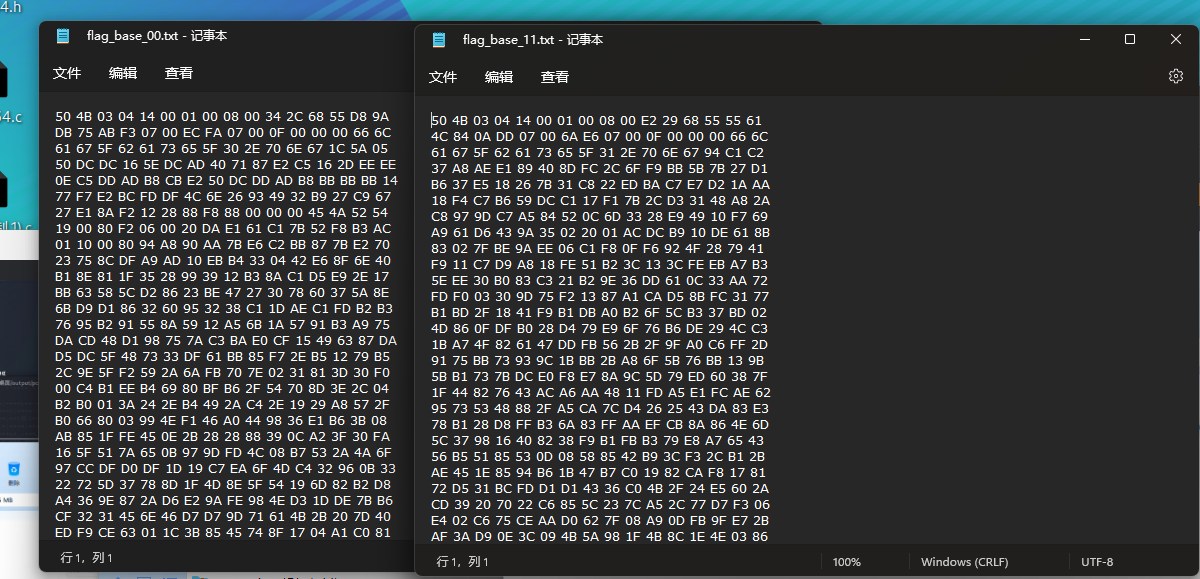 4.h
54.c
flag_base_00.txt - 记事本
文件 编辑 查看
50 4B 03 04 14 00 01 00 08 00 34 2C 68 55 D8 9A
DB 75 AB F3 07 00 EC FA 07 00 0F 00 00 00 66 6C
61 67 5F 62 61 73 65 5F 30 2E 70 6E 67 1C 5A 05
50 DC DC 16 5E DC AD 40 71 87 E2 C5 16 2D EE EE
0E C5 DD AD B8 CB E2 50 DC DD AD B8 BB BB BB 14
77 F7 E2 BC FD DF 4C 6E 26 93 49 32 B9 27 C9 67
27 E1 8A F2 12 28 88 F8 88 00 00 00 45 4A 52 54
19 00 80 F2 06 00 20 DA E1 61 C1 7B 52 F8 B3 AC
01 10 00 80 94 A8 90 AA 7B E6 C2 BB 87 7B E2 70
23 75 8C DF A9 AD 10 EB B4 33 04 42 E6 8F 6E 40
B1 8E 81 1F 35 28 99 39 12 B3 8A C1 D5 E9 2E 17
BB 63 58 5C D2 86 23 BE 47 27 30 78 60 37 5A 8E
6B D9 D1 86 32 60 95 32 38 C1 1D AE C1 FD B2 B3
76 95 B2 91 55 8A 59 12 A5 6B 1A 57 91 B3 A9 75
DA CD 48 D1 98 75 7A C3 BA E0 CF 15 49 63 87 DA
D5 DC 5F 48 73 33 DF 61 BB 85 F7 2E B5 12 79 B5
2C 9E 5F F2 59 2A 6A FB 70 7E 02 31 81 3D 30 F0
00 C4 B1 EE B4 69 80 BF B6 2F 54 70 8D 3E 2C 04
B2 B0 01 3A 24 2E B4 49 2A C4 2E 19 29 A8 57 2F
B0 66 80 03 99 4E F1 46 A0 44 98 36 E1 B6 3B 08
AB 85 1F FE 45 0E 2B 28 28 88 39 0C A2 3F 30 FA
16 5F 51 7A 65 0B 97 9D FD 4C 08 B7 53 2A 4A 6F
97 CC DF D0 DF 1D 19 C7 EA 6F 4D C4 32 96 0B 33
22 72 5D 37 78 8D 1F 4D 8E 5F 54 19 6D 82 B2 D8
A4 36 9E 87 2A D6 E2 9A FE 98 4E D3 1D DE 7B B6
CF 32 31 45 6E 46 D7 D7 9D 71 61 4B 2B 20 7D 40
ED F9 CE 63 01 1C 3B 85 45 74 8F 17 04 A1 C0 81
行 1，列 1
flag_base_11.txt - 记事本
文件 编辑 查看
50 4B 03 04 14 00 01 00 08 00 E2 29 68 55 55 61
4C 84 0A DD 07 00 6A E6 07 00 0F 00 00 00 66 6C
61 67 5F 62 61 73 65 5F 31 2E 70 6E 67 94 C1 C2
37 A8 AE E1 89 40 8D FC 2C 6F F9 BB 5B 7B 27 D1
B6 37 E5 18 26 7B 31 C8 22 ED BA C7 E7 D2 1A AA
18 F4 C7 B6 59 DC C1 17 F1 7B 2C D3 31 48 A8 2A
C8 97 9D C7 A5 84 52 0C 6D 33 28 E9 49 10 F7 69
A9 61 D6 43 9A 35 02 20 01 AC DC B9 10 DE 61 8B
83 02 7F BE 9A EE 06 C1 F8 0F F6 92 4F 28 79 41
F9 11 C7 D9 A8 18 FE 51 B2 3C 13 3C FE EB A7 B3
5E EE 30 B0 83 C3 21 B2 9E 36 DD 61 0C 33 AA 72
FD F0 03 30 9D 75 F2 13 87 A1 CA D5 8B FC 31 77
B1 BD 2F 18 41 F9 B1 DB A0 B2 6F 5C B3 37 BD 02
4D 86 0F DF B0 28 D4 79 E9 6F 76 B6 DE 29 4C C3
1B A7 4F 82 61 47 DD FB 56 2B 2F 9F A0 C6 FF 2D
91 75 BB 73 93 9C 1B BB 2B A8 6F 5B 76 BB 13 9B
5B B1 73 7B DC E0 F8 E7 8A 9C 5D 79 ED 60 38 7F
1F 44 82 76 43 AC A6 AA 48 11 FD A5 E1 FC AE 62
95 73 53 48 88 2F A5 CA 7C D4 26 25 43 DA 83 E3
78 B1 28 D8 FF B3 6A 83 FF AA EF CB 8A 86 4E 6D
5C 37 98 16 40 82 38 F9 B1 FB B3 79 E8 A7 65 43
56 B5 51 85 53 0D 08 58 85 42 B9 3C F3 2C B1 2B
AE 45 1E 85 94 B6 1B 47 B7 C0 19 82 CA F8 17 81
72 D5 31 BC FD D1 D1 43 36 C0 4B 2F 24 E5 60 2A
CD 39 20 70 22 C6 85 5C 23 7C A5 2C 77 D7 F3 06
E4 02 C6 75 CE AA D0 62 7F 08 A9 0D FB 9F E7 2B
AF 3A D9 0E 3C 09 4B 5A 98 1F 4B 8C 1E 4E 03 86
行 1，列 1 100% Windows (CRLF) UTF-8